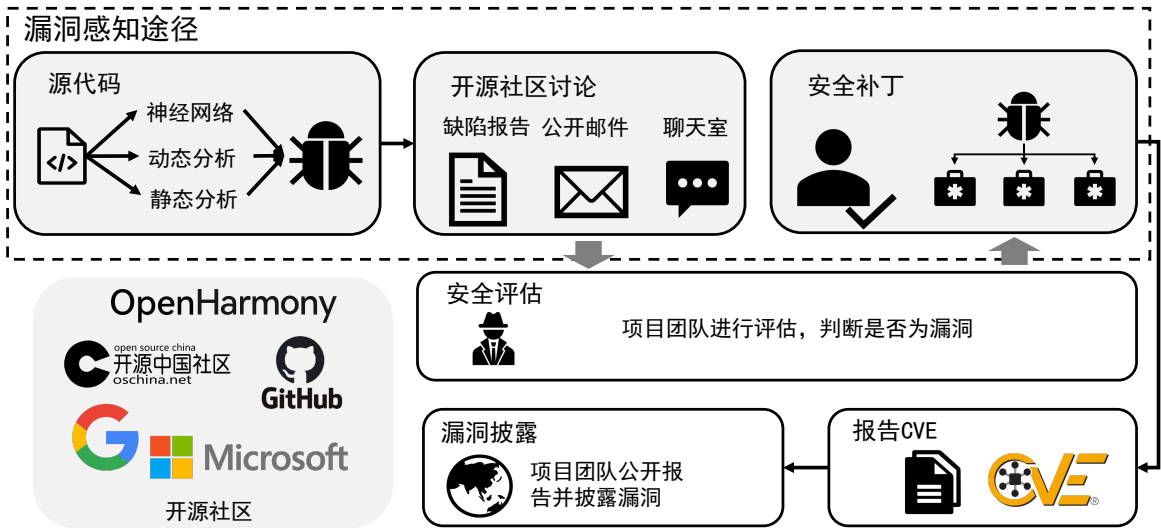 漏洞感知途径
源代码
</>
神经网络
动态分析
静态分析
开源社区讨论
缺陷报告
公开邮件
聊天室
安全补丁
安全评估
项目团队进行评估，判断是否为漏洞
OpenHarmony
open source china
开源中国社区
oschina.net
GitHub
Microsoft
开源社区
漏洞披露
项目团队公开报
告并披露漏洞
报告CVE
CVE®